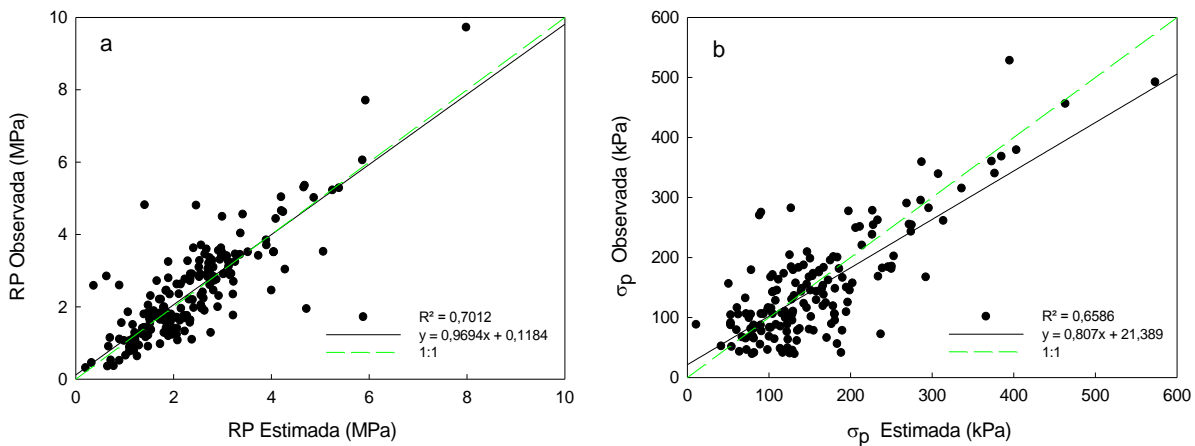 a
RP Observada (MPa)
10
8
6
4
2
0
R² = 0,7012
y = 0,9694x + 0,1184
1:1
0 2 4 6 8 10
RP Estimada (MPa)
b
σp Observada (kPa)
600
500
400
300
200
100
0
R² = 0,6586
y = 0,807x + 21,389
1:1
0 100 200 300 400 500 600
σp Estimada (kPa)